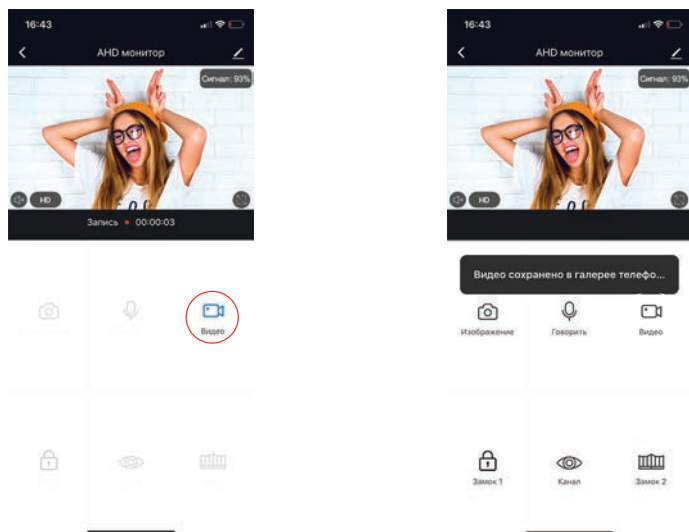 16:43
AHD монитор
Сигнал: 93%
HD
Запись • 00:00:03
Видео
16:43
AHD монитор
Сигнал: 93%
HD
Видео сохранено в галерее телефо...
Изображение Говорить Видео
Замок 1 Канал Замок 2